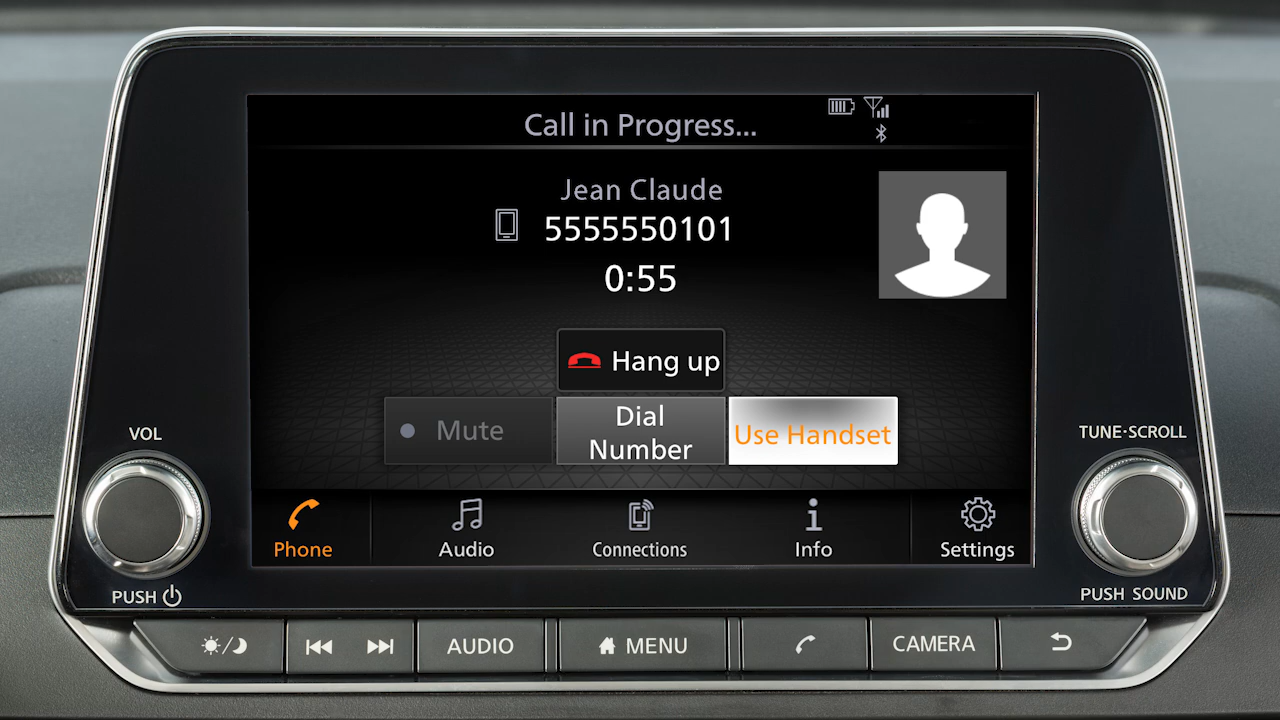 Call in Progress...
Jean Claude
5555550101
0:55
Hang up
Mute
Dial
Number
Use Handset
Phone
Audio
Connections
Info
Settings
VOL
PUSH
TUNE·SCROLL
PUSH SOUND
AUDIO
MENU
CAMERA